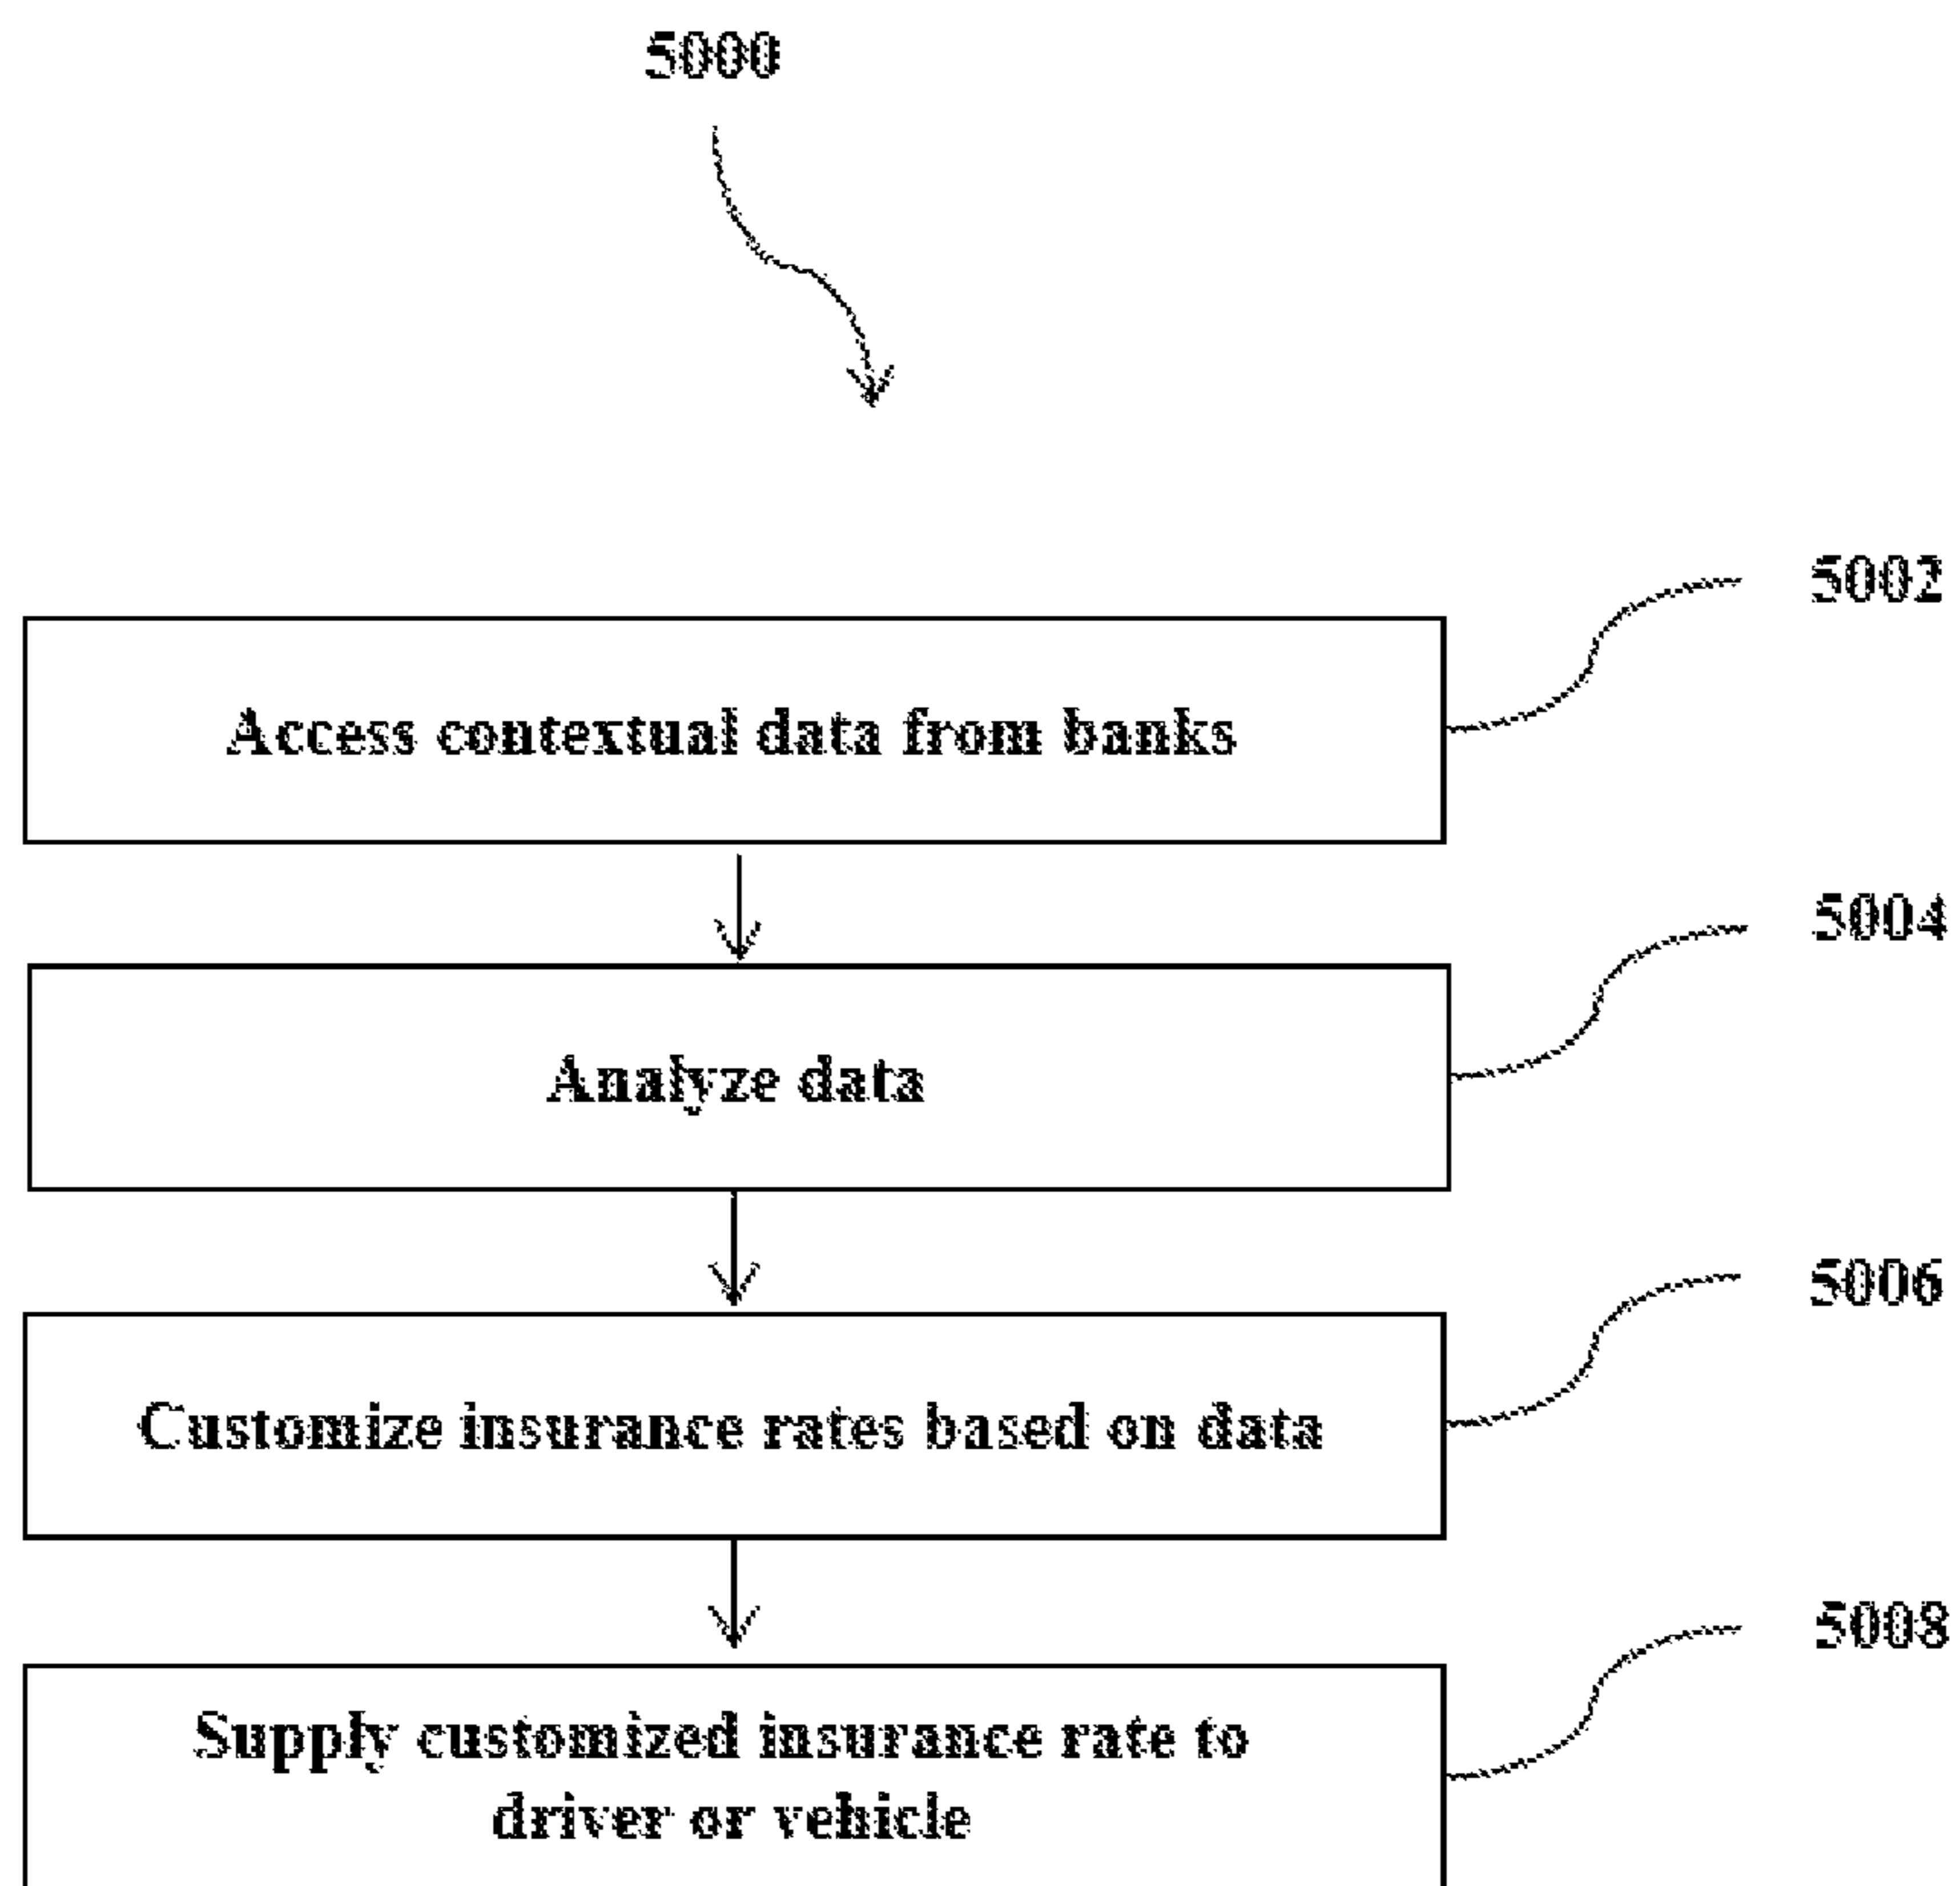 5000
5002
Access contextual data from banks
5004
Analyze data
5006
Customize insurance rates based on data
5008
Supply customized insurance rate to
driver or vehicle